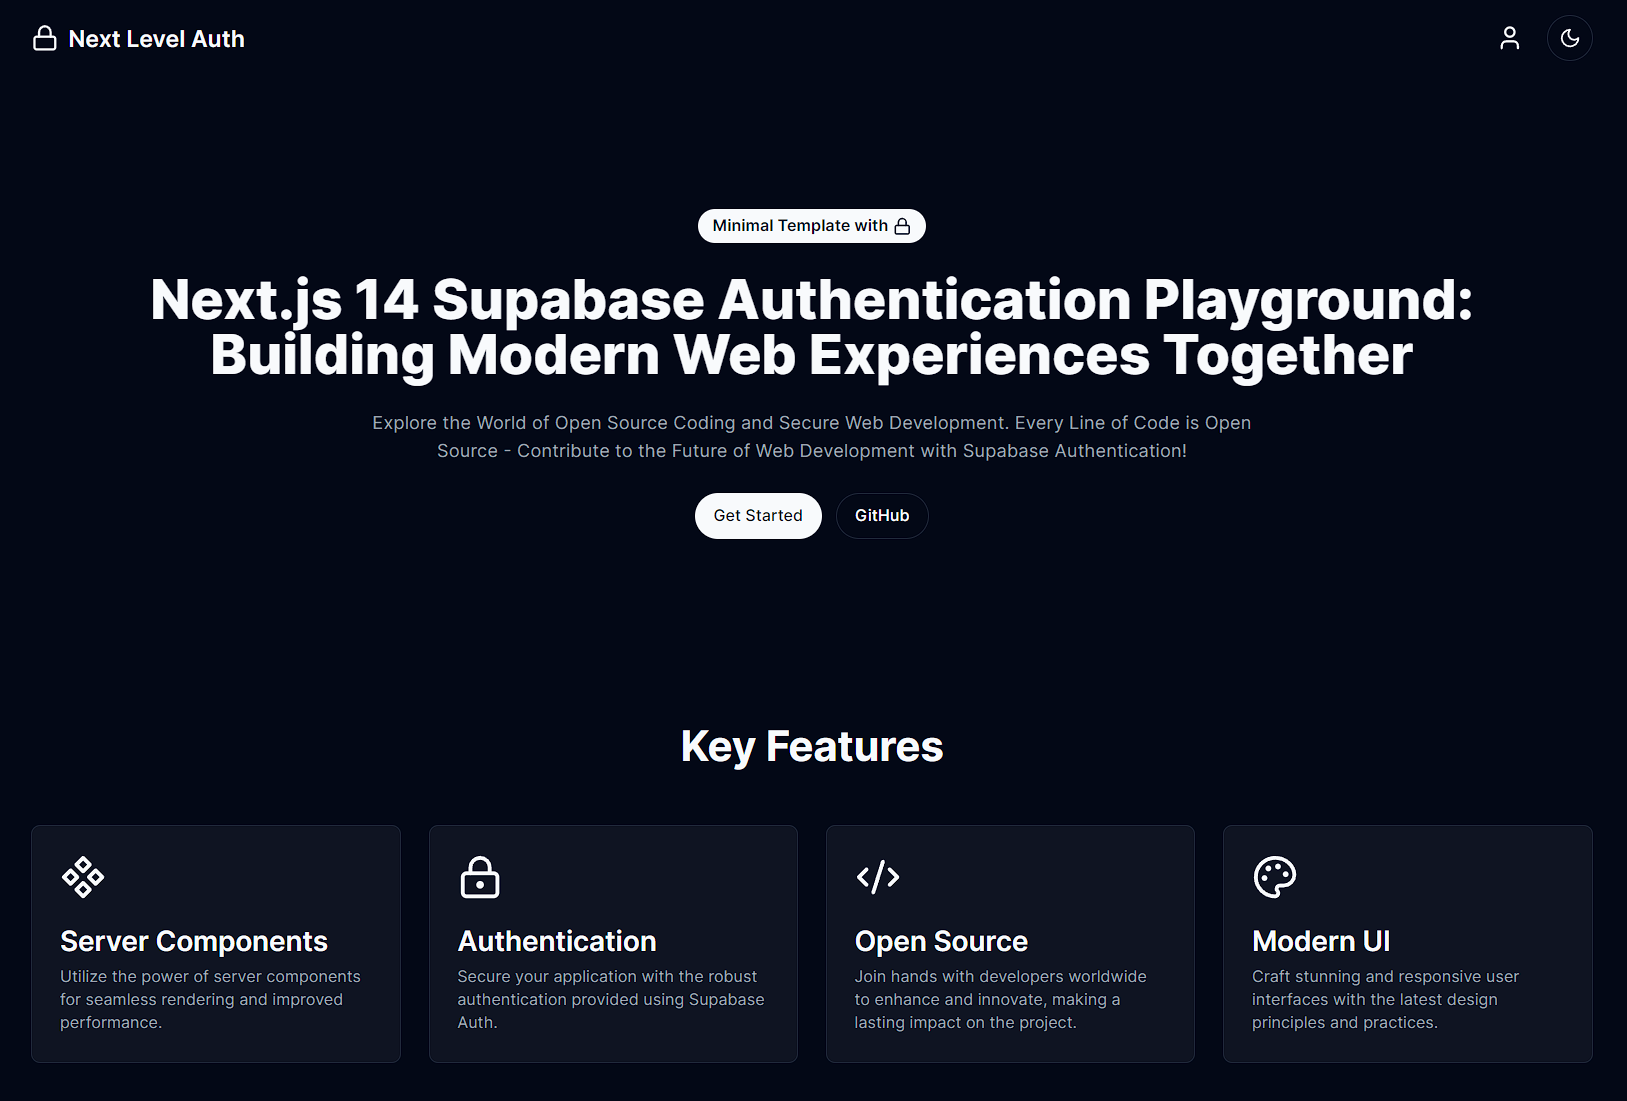 Next Level Auth
Minimal Template with
Next.js 14 Supabase Authentication Playground:
Building Modern Web Experiences Together
Explore the World of Open Source Coding and Secure Web Development. Every Line of Code is Open
Source - Contribute to the Future of Web Development with Supabase Authentication!
Get Started
GitHub
Key Features
Server Components
Utilize the power of server components
for seamless rendering and improved
performance.
Authentication
Secure your application with the robust
authentication provided using Supabase
Auth.
Open Source
Join hands with developers worldwide
to enhance and innovate, making a
lasting impact on the project.
Modern UI
Craft stunning and responsive user
interfaces with the latest design
principles and practices.